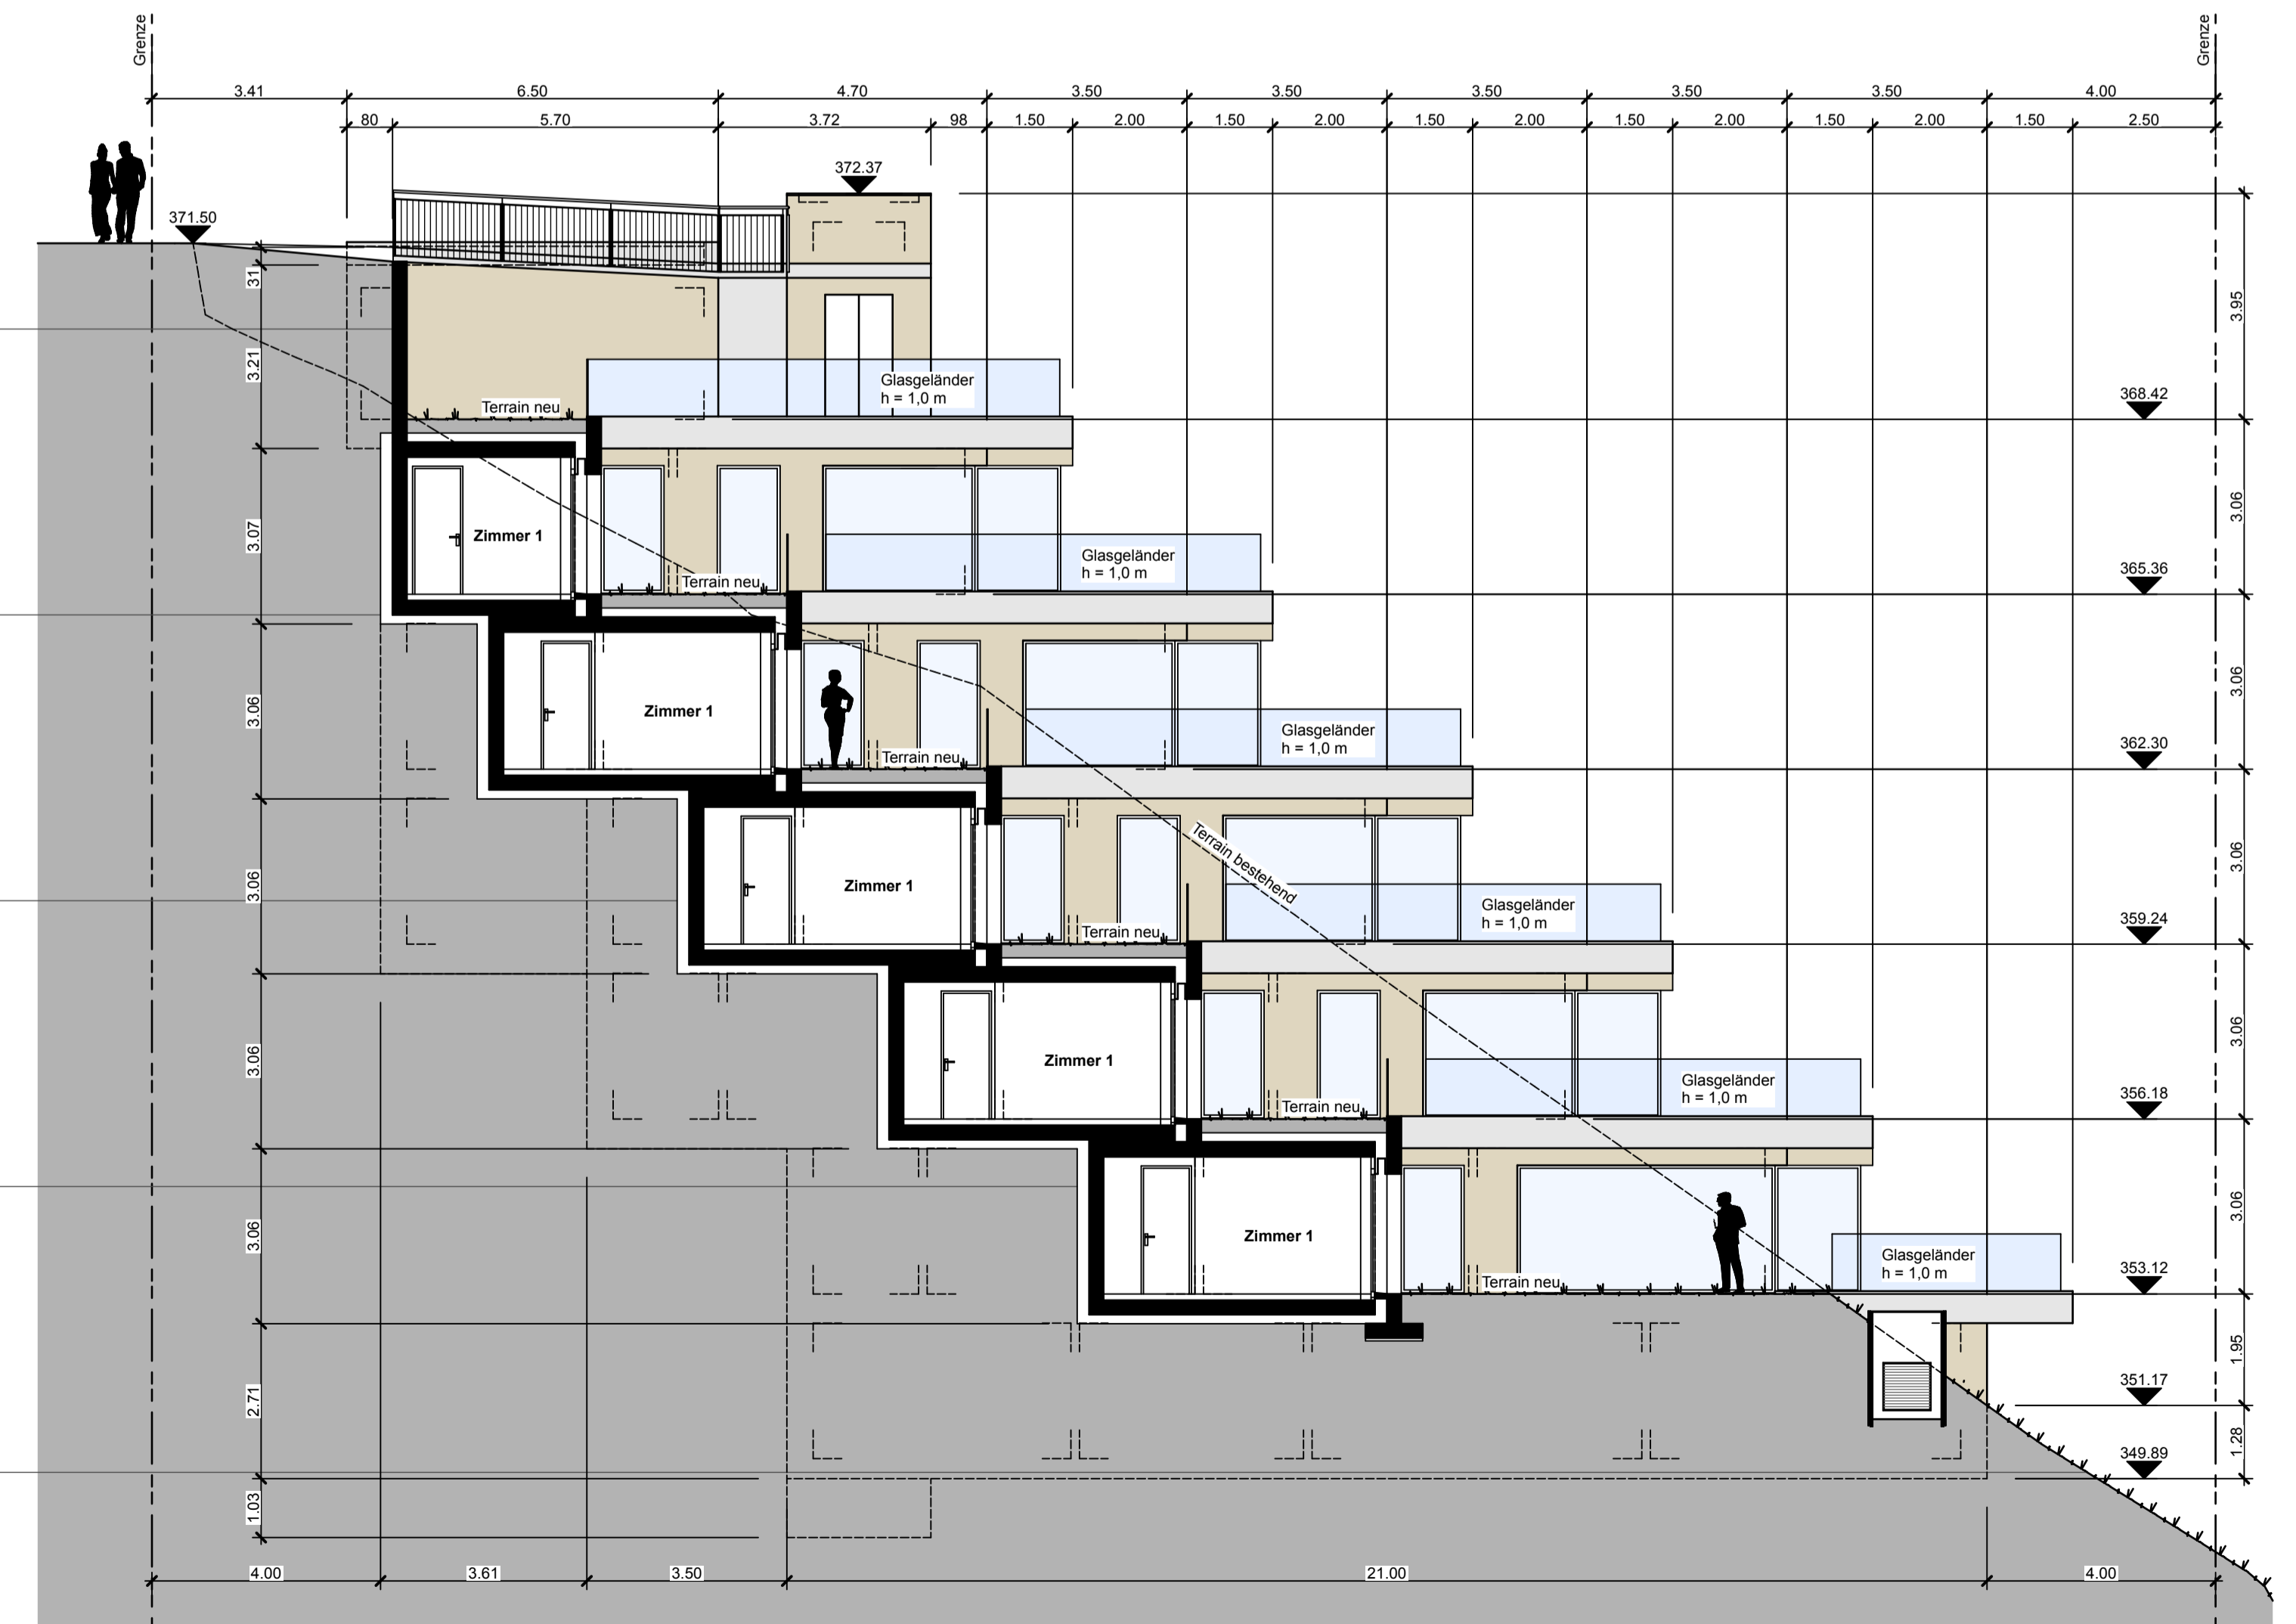 Grenze
Grenze
3.41
6.50
4.70
3.50
3.50
3.50
3.50
3.50
4.00
80
5.70
3.72
98
1.50
2.00
1.50
2.00
1.50
2.00
1.50
2.00
1.50
2.00
1.50
2.50
372.37
371.50
31
3.95
3.21
Glasgeländer
h = 1,0 m
368.42
Terrain neu
3.07
Zimmer 1
3.06
Glasgeländer
h = 1,0 m
365.36
Terrain neu
3.06
Zimmer 1
3.06
Glasgeländer
h = 1,0 m
362.30
Terrain neu
Terrain bestehend
3.06
Zimmer 1
3.06
Glasgeländer
h = 1,0 m
359.24
Terrain neu
3.06
Zimmer 1
3.06
Glasgeländer
h = 1,0 m
356.18
Terrain neu
3.06
Zimmer 1
3.06
Glasgeländer
h = 1,0 m
353.12
Terrain neu
1.95
2.71
351.17
1.28
349.89
1.03
4.00
3.61
3.50
21.00
4.00